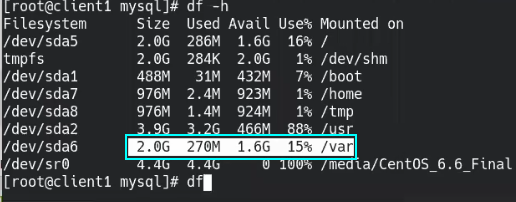 [root@client1 mysql]# df -h
Filesystem Size Used Avail Use% Mounted on
/dev/sda5 2.0G 286M 1.6G 16% /
tmpfs 2.0G 284K 2.0G 1% /dev/shm
/dev/sda1 488M 31M 432M 7% /boot
/dev/sda7 976M 2.4M 923M 1% /home
/dev/sda8 976M 1.4M 924M 1% /tmp
/dev/sda2 3.9G 3.2G 466M 88% /usr
/dev/sda6 2.0G 270M 1.6G 15% /var
/dev/sr0 4.4G 4.4G 0 100% /media/CentOS_6.6_Final
[root@client1 mysql]# df